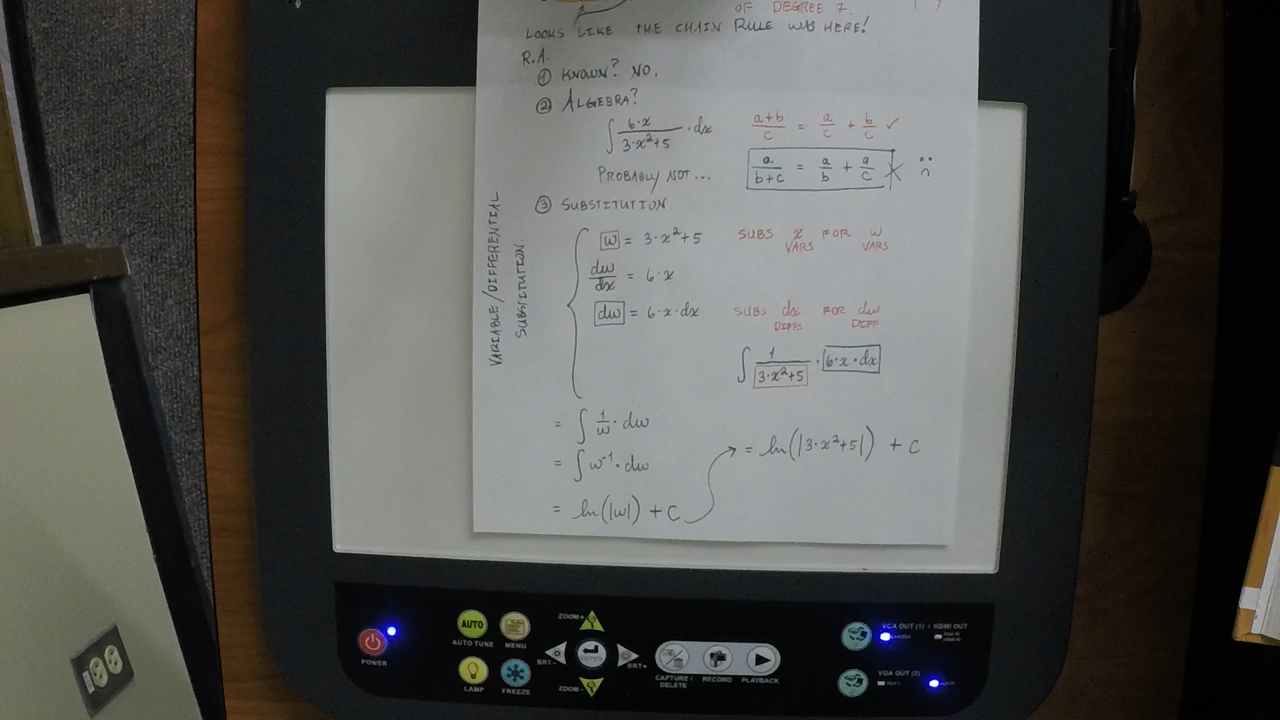 OF DEGREE 7.
LOOKS LIKE THE CHAIN RULE WAS HERE!
R.A.
① KNOWN? NO.
② ALGEBRA?
∫ 6·x / 3·x²+5 · dx
a+b / c = a/c + b/c ✓
a / b+c = a/b + a/c ✗
PROBABLY NOT...
③ SUBSTITUTION
VARIABLE/DIFFERENTIAL
SUBSTITUTION.
w = 3·x²+5
SUBS x FOR w
VARS VARS
dw/dx = 6·x
dw = 6·x·dx
SUBS dx FOR dw
DIFFS DIFF
∫ 1 / 3·x²+5 · 6·x·dx
= ∫ 1/w · dw
= ∫ w⁻¹ · dw
= ln(|w|) + C
= ln(|3·x²+5|) + C
POWER
AUTO
AUTO TUNE
MENU
LAMP
FREEZE
ZOOM+
BRT-
BRT+
ZOOM-
CAPTURE /
DELETE
RECORD
PLAYBACK
VGA OUT (1) / HDMI OUT
VGA OUT (2)